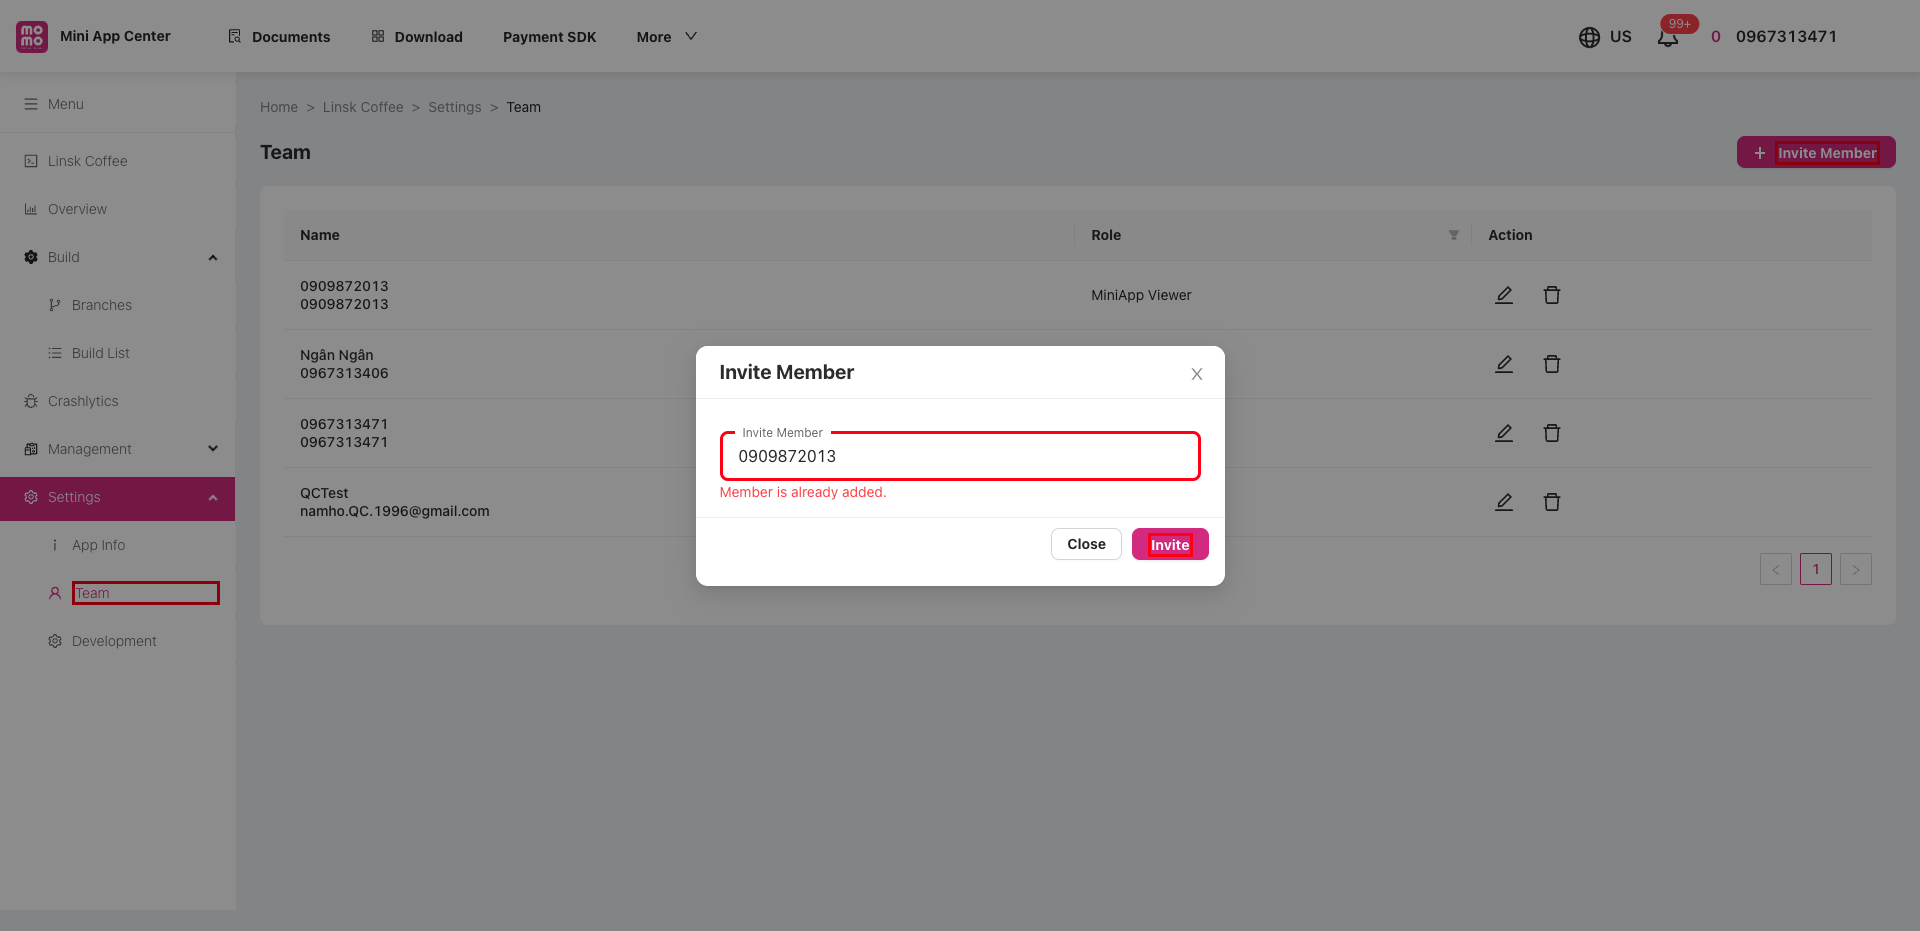 mo
mo
Mini App Center
Documents
Download
Payment SDK
More
US
99+
0
0967313471
Menu
Linsk Coffee
Overview
Build
Branches
Build List
Crashlytics
Management
Settings
App Info
Team
Development
Home > Linsk Coffee > Settings > Team
Team
+ Invite Member
Name
Role
Action
0909872013
0909872013
MiniApp Viewer
Ngân Ngân
0967313406
0967313471
0967313471
QCTest
namho.QC.1996@gmail.com
< 1 >
Invite Member
Invite Member
0909872013
Member is already added.
Close
Invite